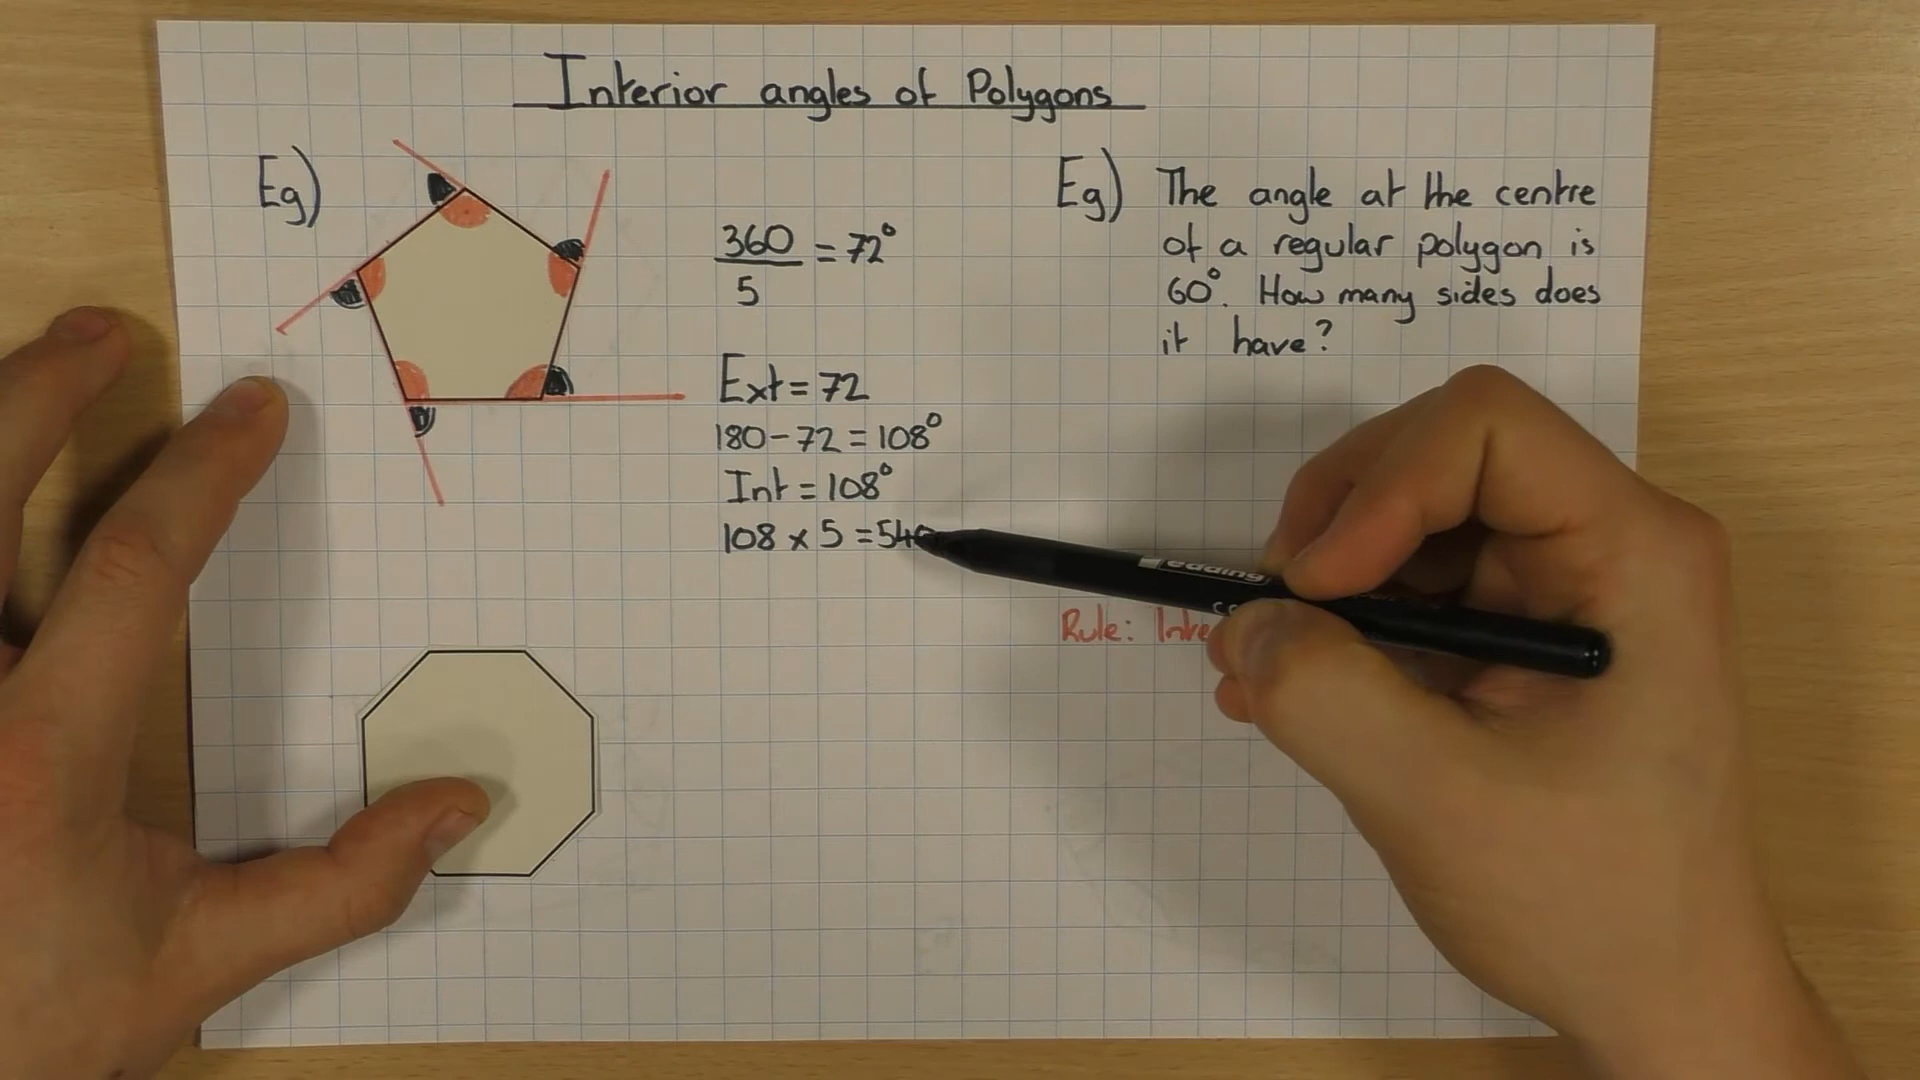 Interior angles of Polygons
Eg)
360
5
= 72°
Ext = 72
180 - 72 = 108°
Int = 108°
108 x 5 = 540
Eg) The angle at the centre
of a regular polygon is
60°. How many sides does
it have?
edding
Rule: